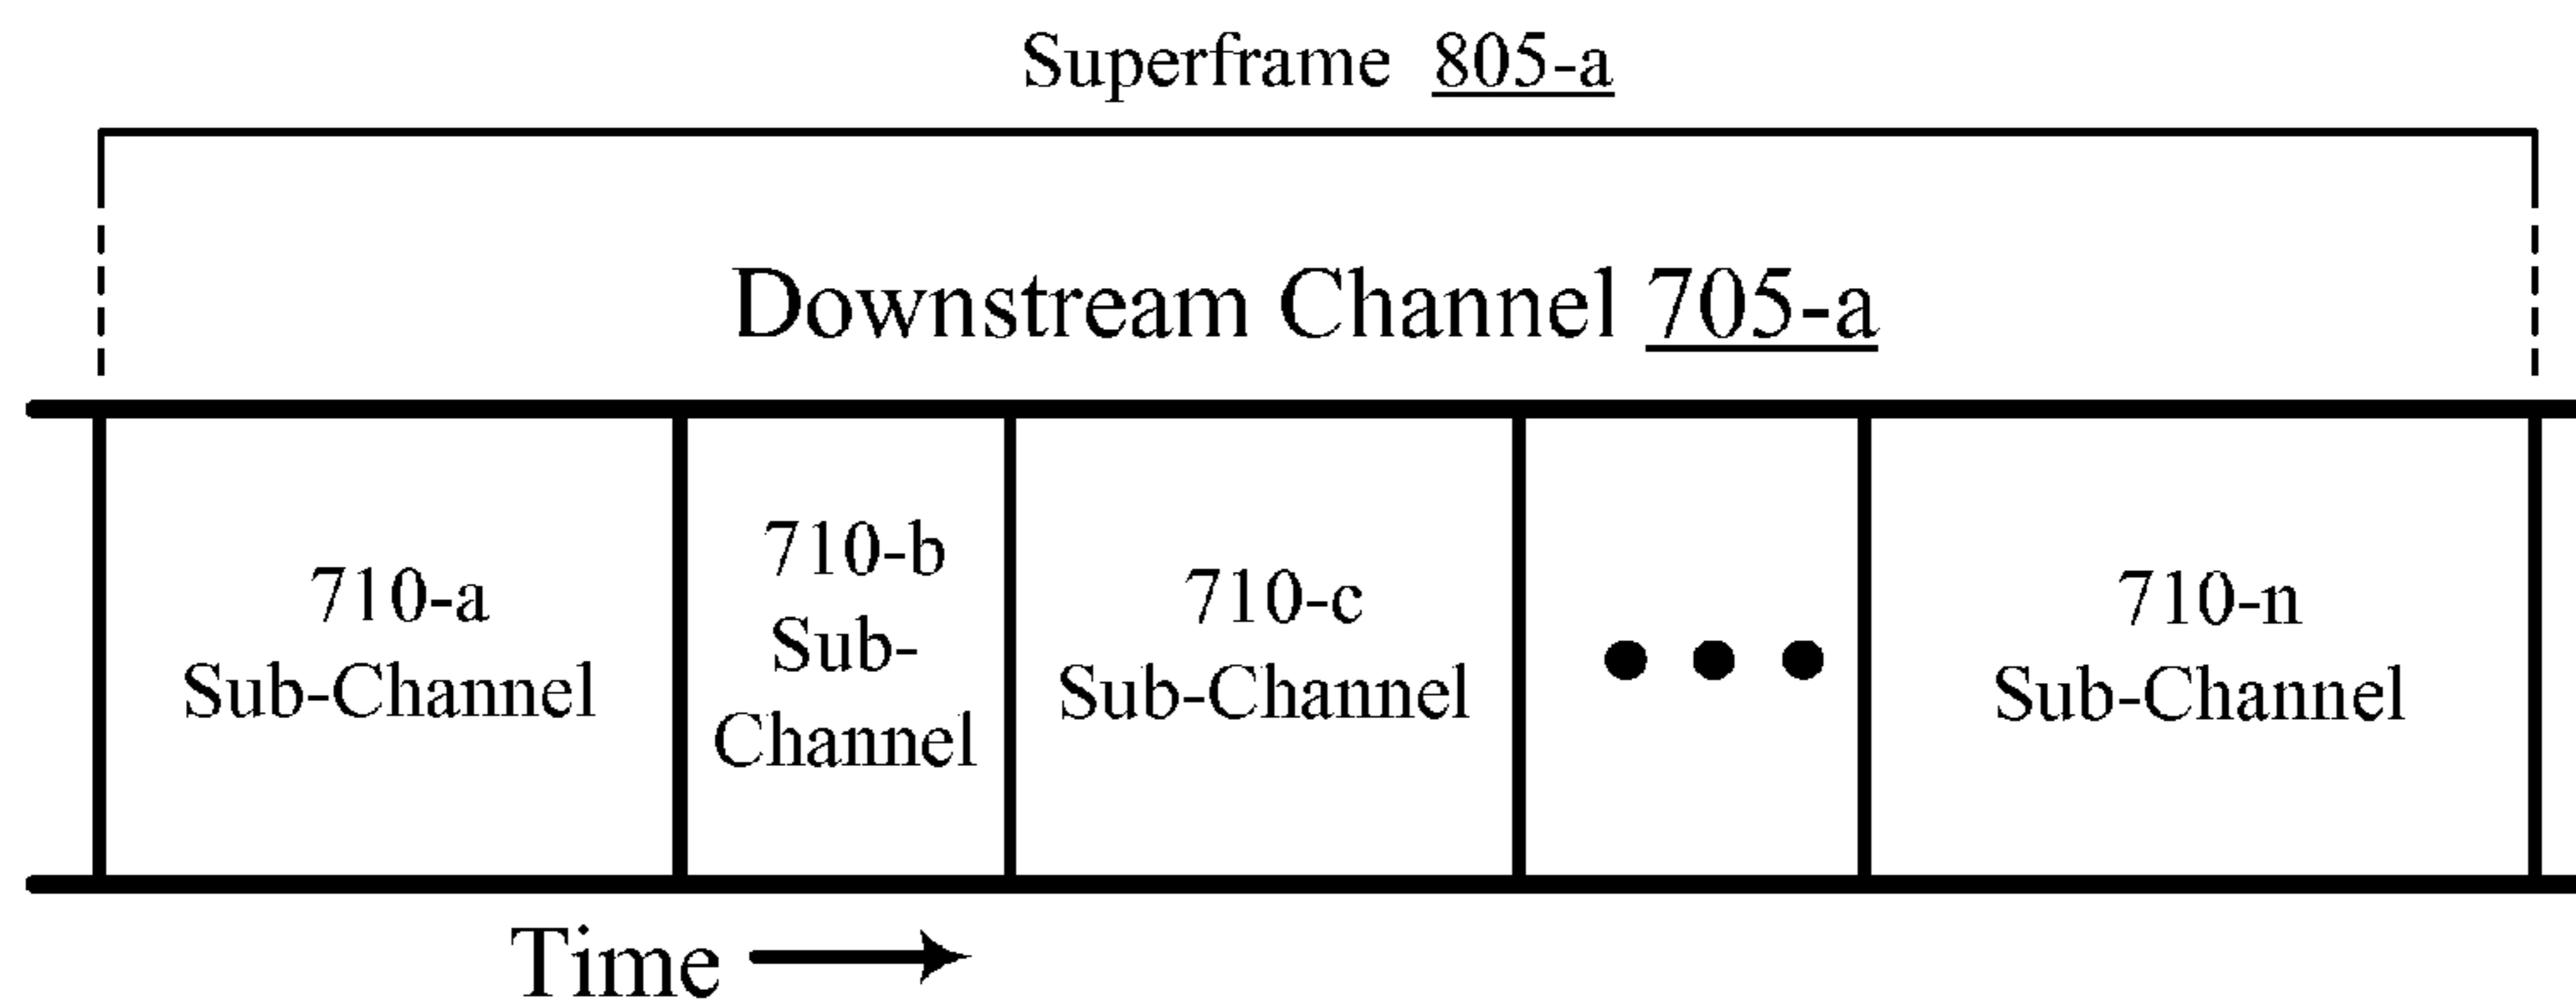 Superframe 805-a
Downstream Channel 705-a
710-a
Sub-Channel
710-b
Sub-
Channel
710-c
Sub-Channel
710-n
Sub-Channel
Time